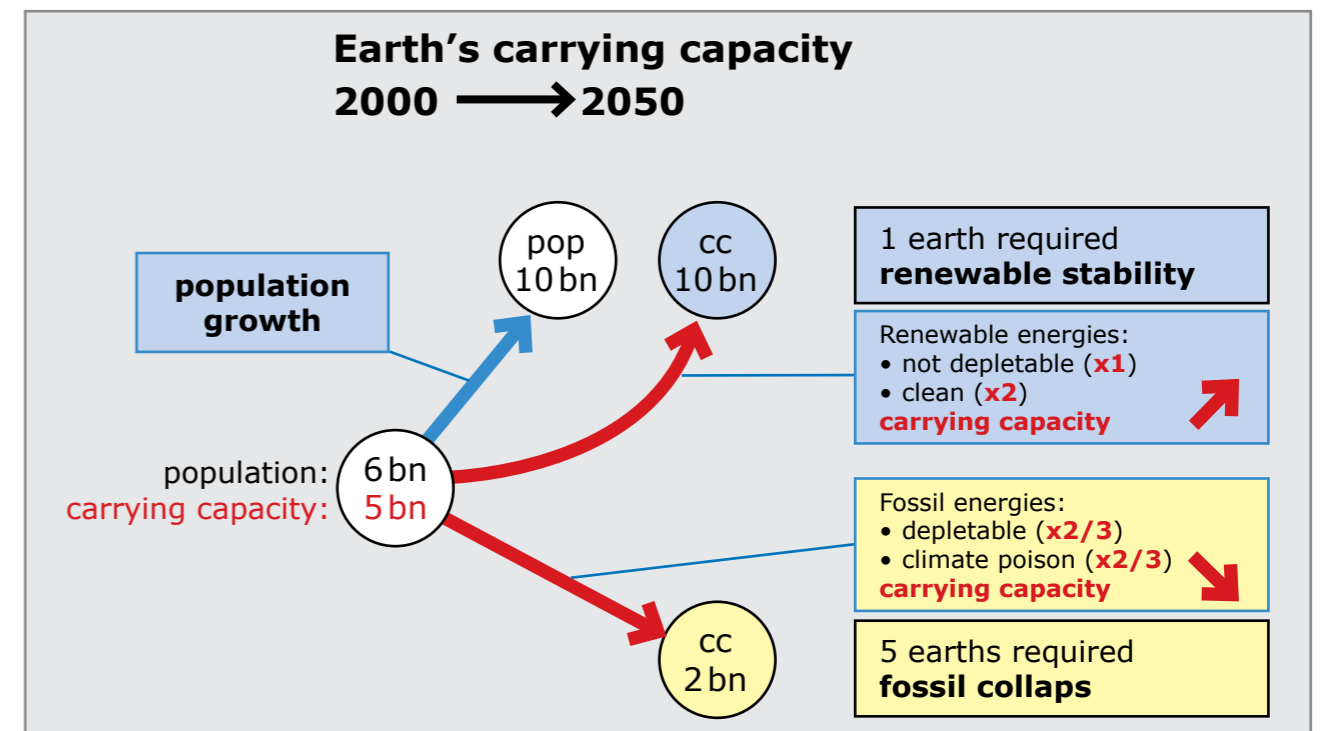 Earth’s carrying capacity
2000 → 2050
pop
10 bn
cc
10 bn
1 earth required
renewable stability
population
growth
Renewable energies:
• not depletable (x1)
• clean (x2)
carrying capacity
population:
carrying capacity:
6 bn
5 bn
Fossil energies:
• depletable (x2/3)
• climate poison (x2/3)
carrying capacity
cc
2 bn
5 earths required
fossil collaps